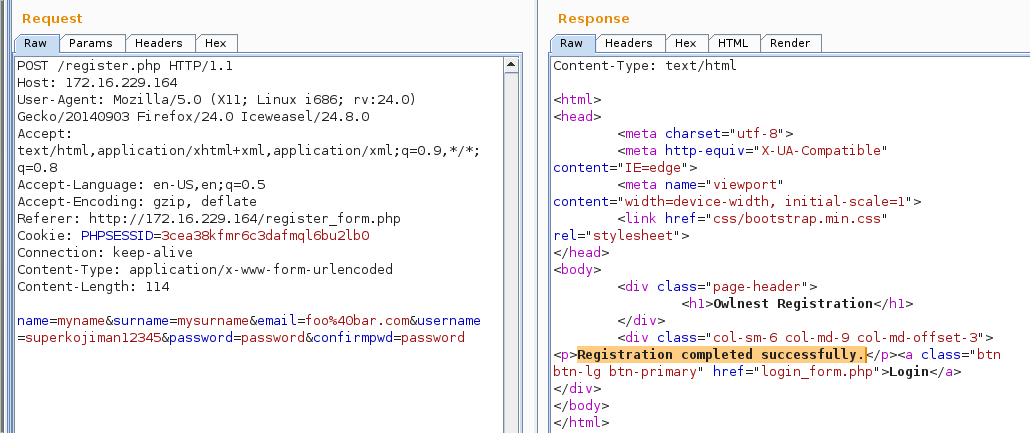 Request
Raw Params Headers Hex
POST /register.php HTTP/1.1
Host: 172.16.229.164
User-Agent: Mozilla/5.0 (X11; Linux i686; rv:24.0)
Gecko/20140903 Firefox/24.0 Iceweasel/24.8.0
Accept:
text/html,application/xhtml+xml,application/xml;q=0.9,*/*;
q=0.8
Accept-Language: en-US,en;q=0.5
Accept-Encoding: gzip, deflate
Referer: http://172.16.229.164/register_form.php
Cookie: PHPSESSID=3cea38kfmr6c3dafmql6bu2lb0
Connection: keep-alive
Content-Type: application/x-www-form-urlencoded
Content-Length: 114
name=myname&surname=mysurname&email=foo%40bar.com&username
=superkojiman12345&password=password&confirmpwd=password
Response
Raw Headers Hex HTML Render
Content-Type: text/html
<html>
<head>
<meta charset="utf-8">
<meta http-equiv="X-UA-Compatible"
content="IE=edge">
<meta name="viewport"
content="width=device-width, initial-scale=1">
<link href="css/bootstrap.min.css"
rel="stylesheet">
</head>
<body>
<div class="page-header">
<h1>Owlnest Registration</h1>
</div>
<div class="col-sm-6 col-md-9 col-md-offset-3">
<p>Registration completed successfully.</p><a class="btn
btn-lg btn-primary" href="login_form.php">Login</a>
</div>
</body>
</html>